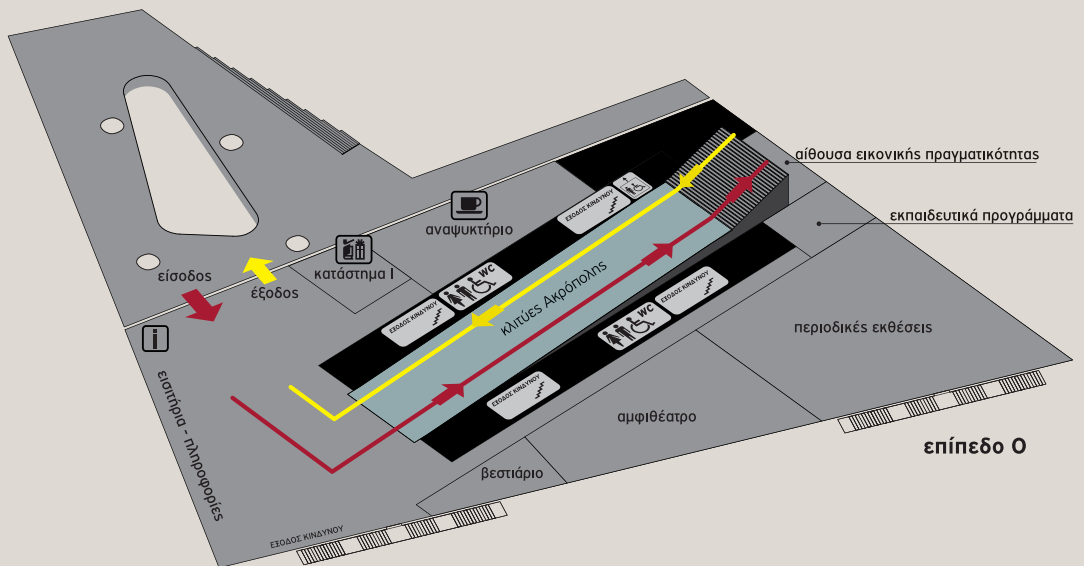 αίθουσα εικονικής πραγματικότητας
εκπαιδευτικά προγράμματα
ΕΞΟΔΟΣ ΚΙΝΔΥΝΟΥ
αναψυκτήριο
κατάστημα Ι
είσοδος
έξοδος
WC
ΕΞΟΔΟΣ ΚΙΝΔΥΝΟΥ
κλιτύες Ακρόπολης
ΕΞΟΔΟΣ ΚΙΝΔΥΝΟΥ
WC
περιοδικές εκθέσεις
i
εισιτήρια - πληροφορίες
ΕΞΟΔΟΣ ΚΙΝΔΥΝΟΥ
αμφιθέατρο
επίπεδο 0
βεστιάριο
ΕΞΟΔΟΣ ΚΙΝΔΥΝΟΥ